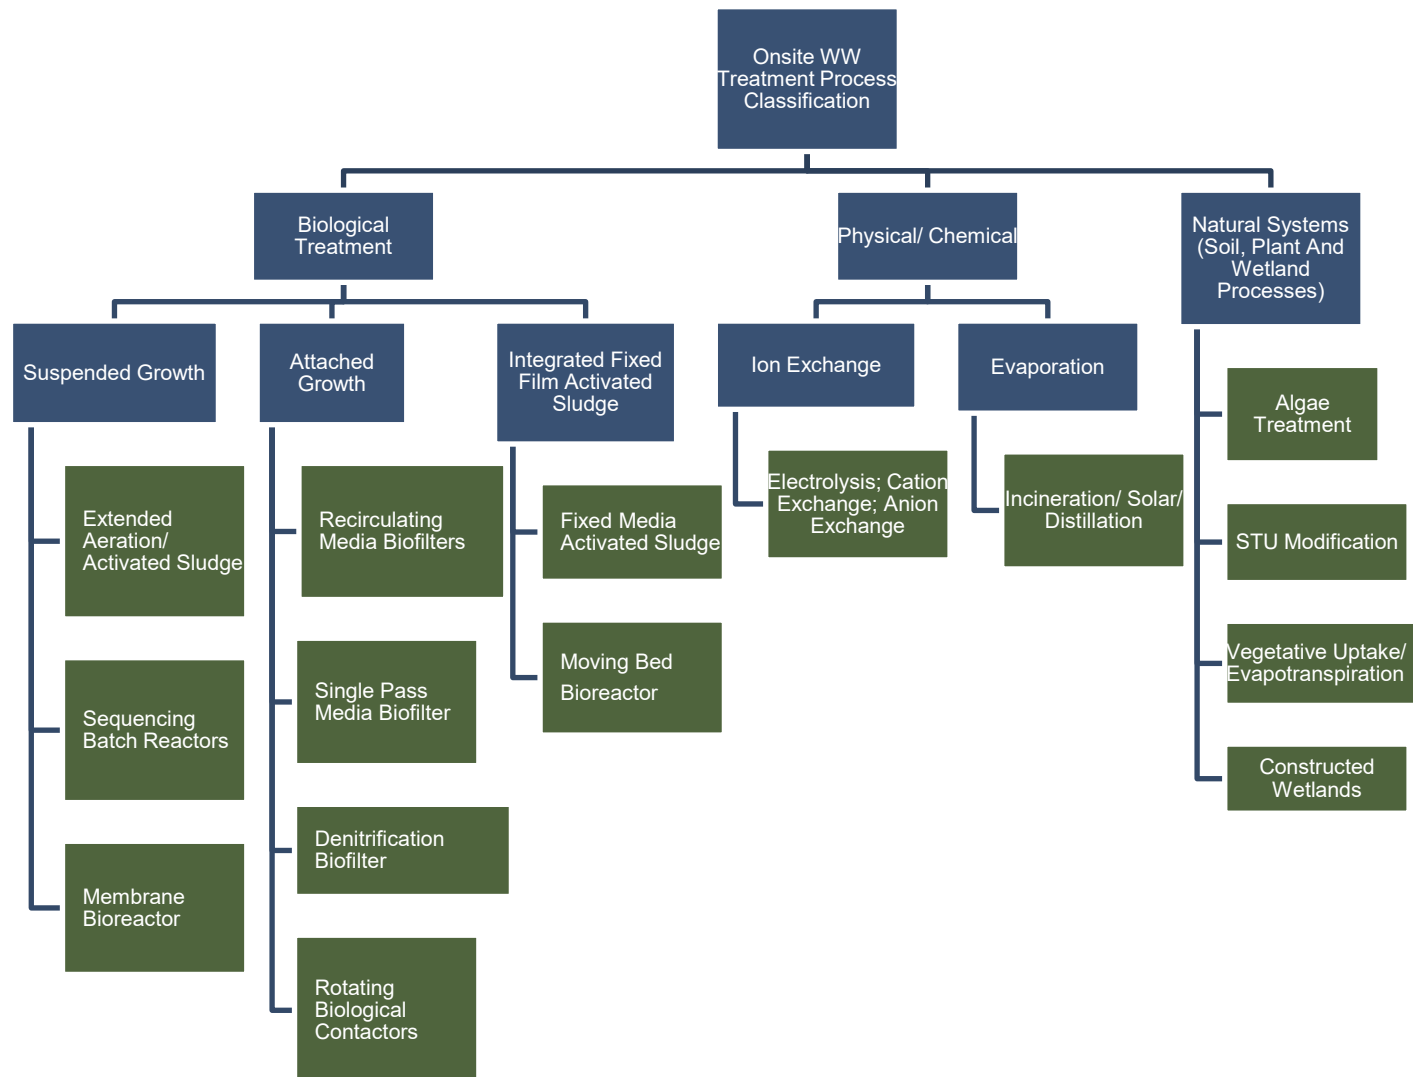 Onsite WW
Treatment Process
Classification
Biological
Treatment
Physical/ Chemical
Natural Systems
(Soil, Plant And
Wetland
Processes)
Suspended Growth
Attached
Growth
Integrated Fixed
Film Activated
Sludge
Ion Exchange
Evaporation
Extended
Aeration/
Activated Sludge
Sequencing
Batch Reactors
Membrane
Bioreactor
Recirculating
Media Biofilters
Single Pass
Media Biofilter
Denitrification
Biofilter
Rotating
Biological
Contactors
Fixed Media
Activated Sludge
Moving Bed
Bioreactor
Electrolysis; Cation
Exchange; Anion
Exchange
Incineration/ Solar/
Distillation
Algae
Treatment
STU Modification
Vegetative Uptake/
Evapotranspiration
Constructed
Wetlands